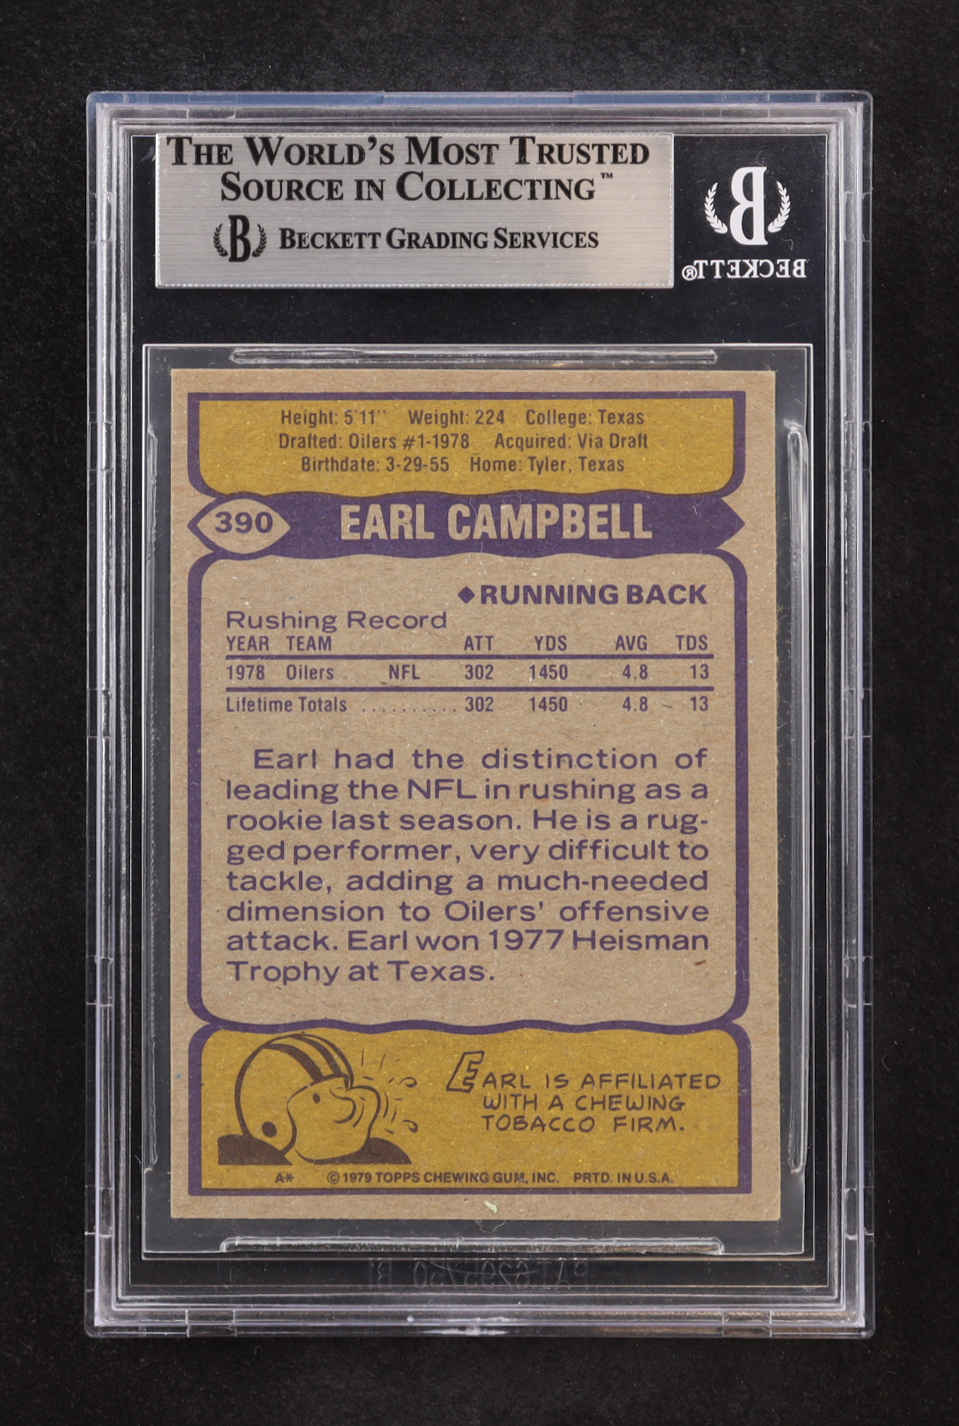 THE WORLD'S MOST TRUSTED
SOURCE IN COLLECTING™
B BECKETT GRADING SERVICES
B
BECKETT®
Height: 5'11" Weight: 224 College: Texas
Drafted: Oilers #1-1978 Acquired: Via Draft
Birthdate: 3-29-55 Home: Tyler, Texas
390 EARL CAMPBELL
◆RUNNING BACK
Rushing Record
YEAR TEAM ATT YDS AVG TDS
1978 Oilers NFL 302 1450 4.8 13
Lifetime Totals .......... 302 1450 4.8 13
Earl had the distinction of
leading the NFL in rushing as a
rookie last season. He is a rug-
ged performer, very difficult to
tackle, adding a much-needed
dimension to Oilers' offensive
attack. Earl won 1977 Heisman
Trophy at Texas.
EARL IS AFFILIATED
WITH A CHEWING
TOBACCO FIRM.
A* © 1979 TOPPS CHEWING GUM, INC. PRTD. IN U.S.A.